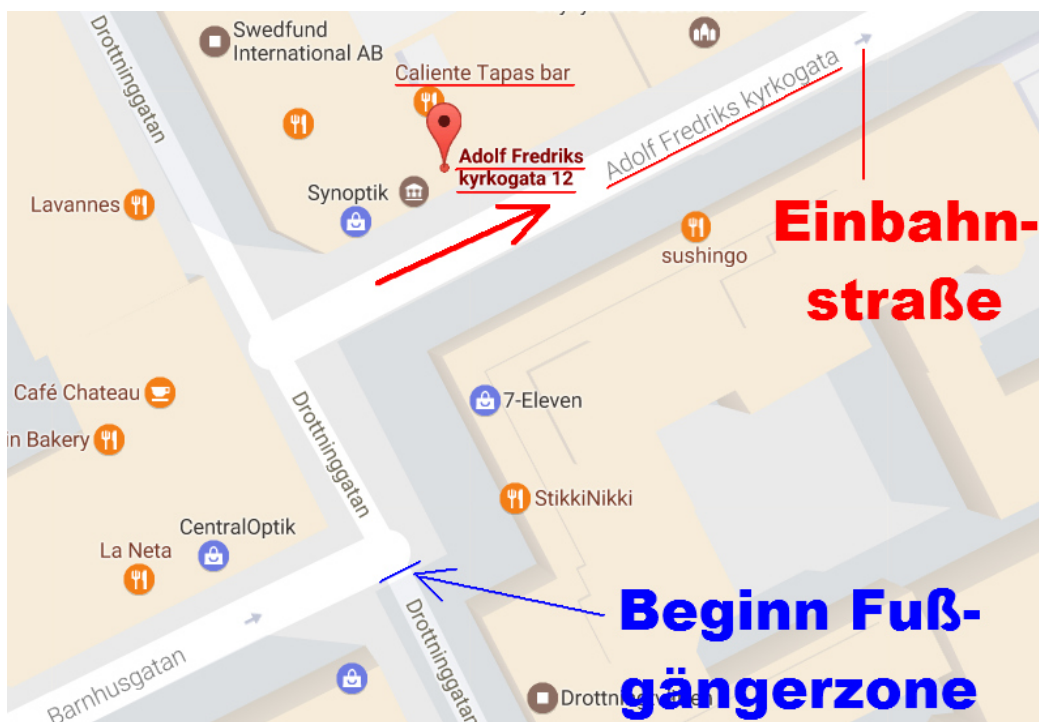 Swedfund
International AB
Drottninggatan
Caliente Tapas bar
Adolf Fredriks
kyrkogata 12
Adolf Fredriks kyrkogata
Synoptik
Lavannes
sushingo
Einbahn-
straße
Café Chateau
in Bakery
7-Eleven
Drottninggatan
StikkiNikki
CentralOptik
La Neta
Beginn Fuß-
gängerzone
Barnhusgatan
Drottninggatan